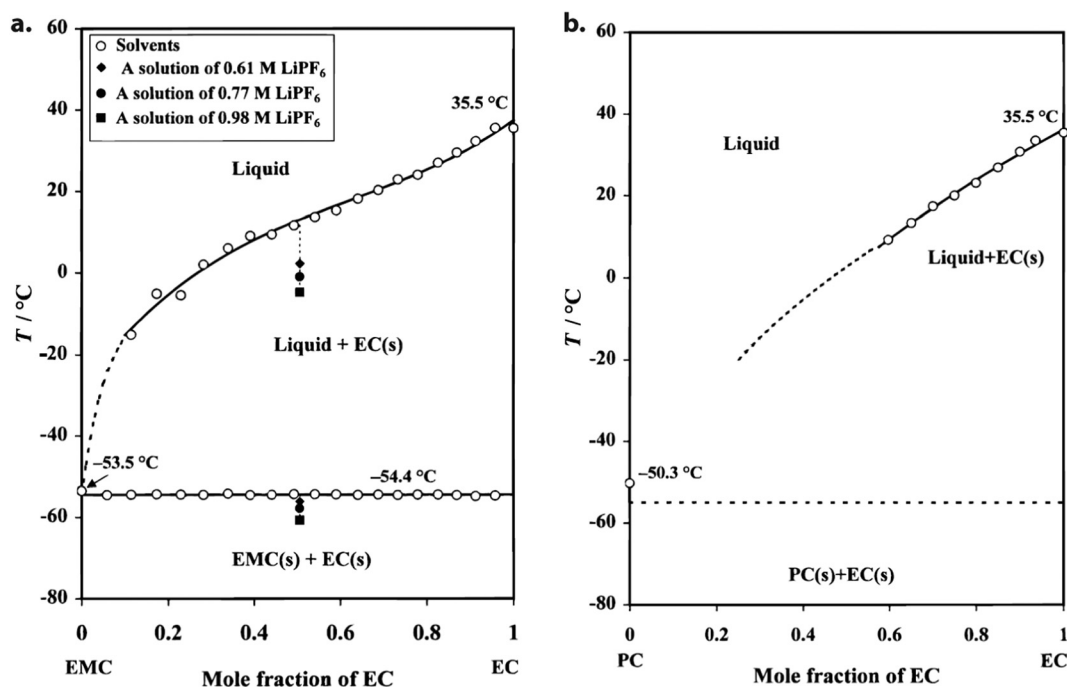 a.
60
40
20
0
-20
-40
-60
-80
T / °C
Solvents
A solution of 0.61 M LiPF6
A solution of 0.77 M LiPF6
A solution of 0.98 M LiPF6
35.5 °C
Liquid
Liquid + EC(s)
–53.5 °C
–54.4 °C
EMC(s) + EC(s)
0 0.2 0.4 0.6 0.8 1
EMC EC
Mole fraction of EC
b.
60
40
20
0
-20
-40
-60
-80
T / °C
35.5 °C
Liquid
Liquid+EC(s)
–50.3 °C
PC(s)+EC(s)
0 0.2 0.4 0.6 0.8 1
PC EC
Mole fraction of EC